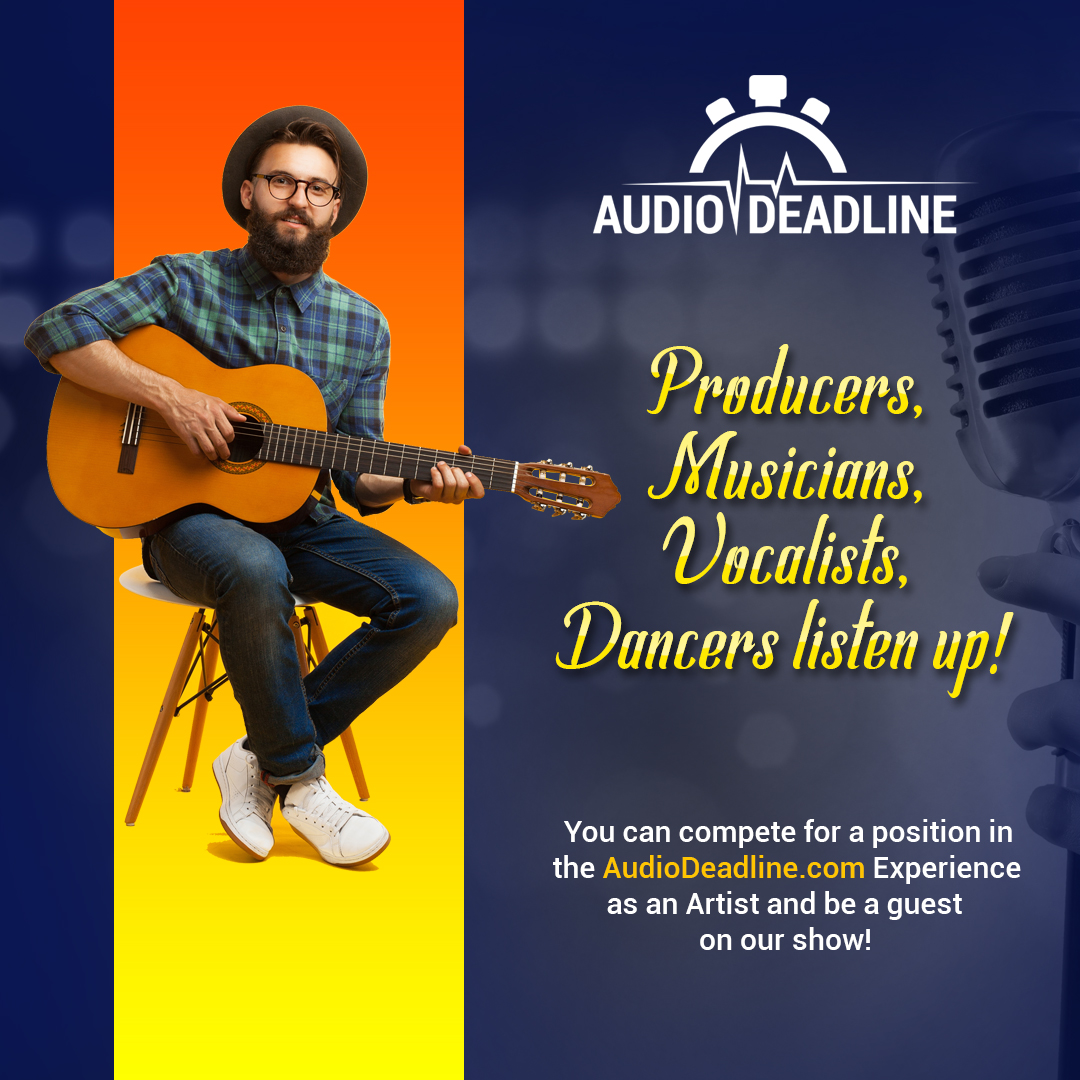 AUDIO DEADLINE
Producers,
Musicians,
Vocalists,
Dancers listen up!
You can compete for a position in
the AudioDeadline.com Experience
as an Artist and be a guest
on our show!